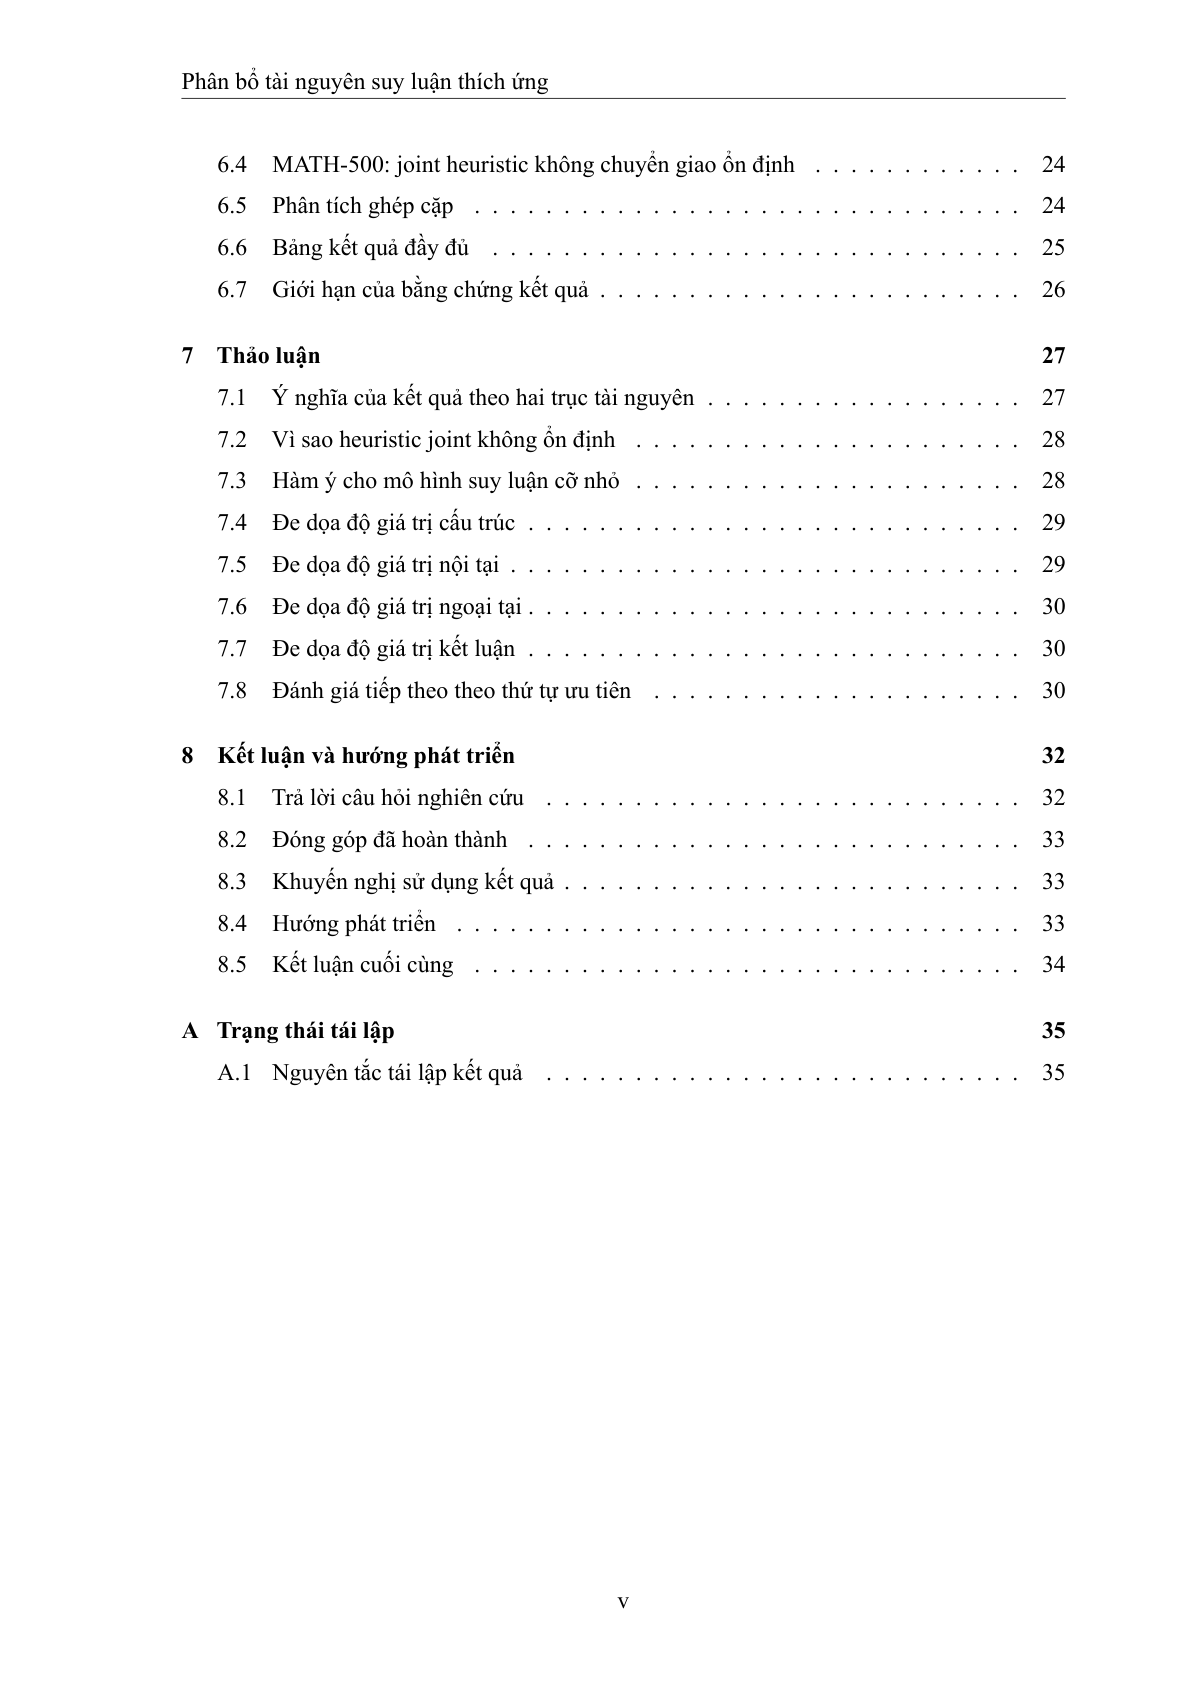 Phân bổ tài nguyên suy luận thích ứng
6.4 MATH-500: joint heuristic không chuyển giao ổn định . . . . . . . . . . . . 24
6.5 Phân tích ghép cặp . . . . . . . . . . . . . . . . . . . . . . . . . . . . . . . 24
6.6 Bảng kết quả đầy đủ . . . . . . . . . . . . . . . . . . . . . . . . . . . . . . 25
6.7 Giới hạn của bằng chứng kết quả . . . . . . . . . . . . . . . . . . . . . . . . 26
7 Thảo luận 27
7.1 Ý nghĩa của kết quả theo hai trục tài nguyên . . . . . . . . . . . . . . . . . . 27
7.2 Vì sao heuristic joint không ổn định . . . . . . . . . . . . . . . . . . . . . . 28
7.3 Hàm ý cho mô hình suy luận cỡ nhỏ . . . . . . . . . . . . . . . . . . . . . . 28
7.4 Đe dọa độ giá trị cấu trúc . . . . . . . . . . . . . . . . . . . . . . . . . . . . 29
7.5 Đe dọa độ giá trị nội tại . . . . . . . . . . . . . . . . . . . . . . . . . . . . . 29
7.6 Đe dọa độ giá trị ngoại tại . . . . . . . . . . . . . . . . . . . . . . . . . . . . 30
7.7 Đe dọa độ giá trị kết luận . . . . . . . . . . . . . . . . . . . . . . . . . . . . 30
7.8 Đánh giá tiếp theo theo thứ tự ưu tiên . . . . . . . . . . . . . . . . . . . . . 30
8 Kết luận và hướng phát triển 32
8.1 Trả lời câu hỏi nghiên cứu . . . . . . . . . . . . . . . . . . . . . . . . . . . 32
8.2 Đóng góp đã hoàn thành . . . . . . . . . . . . . . . . . . . . . . . . . . . . 33
8.3 Khuyến nghị sử dụng kết quả . . . . . . . . . . . . . . . . . . . . . . . . . . 33
8.4 Hướng phát triển . . . . . . . . . . . . . . . . . . . . . . . . . . . . . . . . 33
8.5 Kết luận cuối cùng . . . . . . . . . . . . . . . . . . . . . . . . . . . . . . . 34
A Trạng thái tái lập 35
A.1 Nguyên tắc tái lập kết quả . . . . . . . . . . . . . . . . . . . . . . . . . . . 35
v